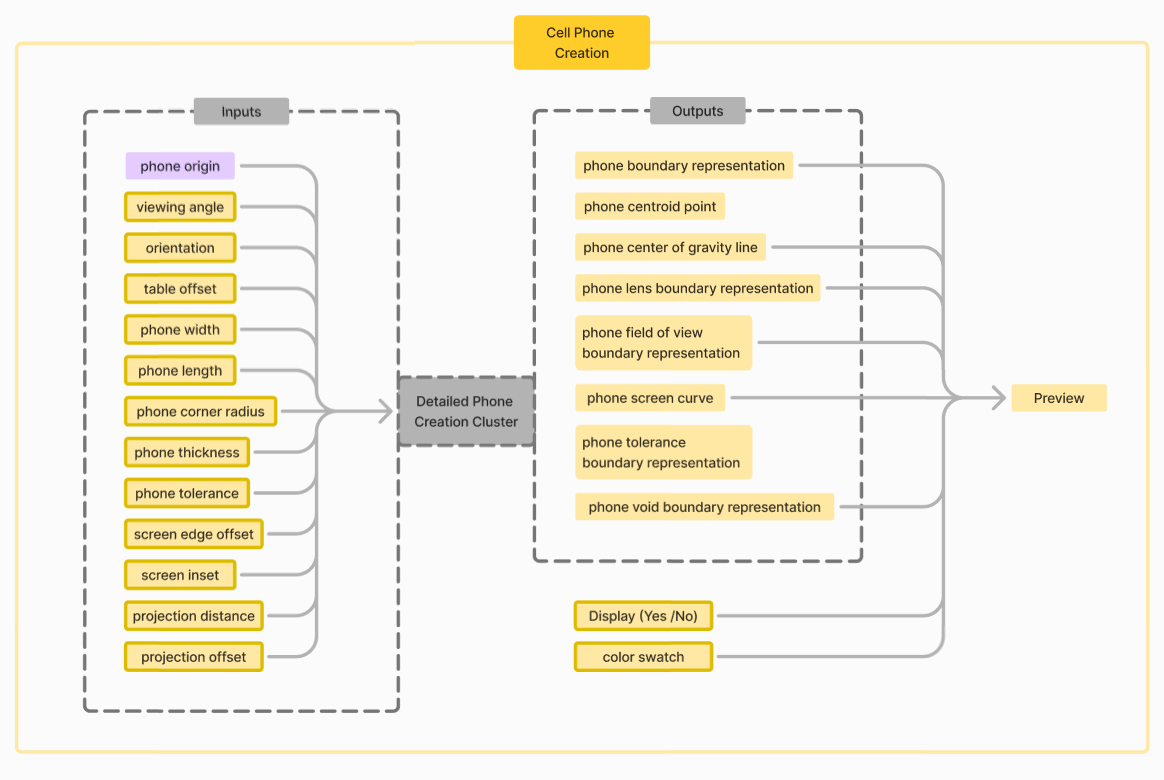 Cell Phone
Creation
Inputs
phone origin
viewing angle
orientation
table offset
phone width
phone length
phone corner radius
phone thickness
phone tolerance
screen edge offset
screen inset
projection distance
projection offset
Detailed Phone
Creation Cluster
Outputs
phone boundary representation
phone centroid point
phone center of gravity line
phone lens boundary representation
phone field of view
boundary representation
phone screen curve
phone tolerance
boundary representation
phone void boundary representation
Display (Yes /No)
color swatch
Preview